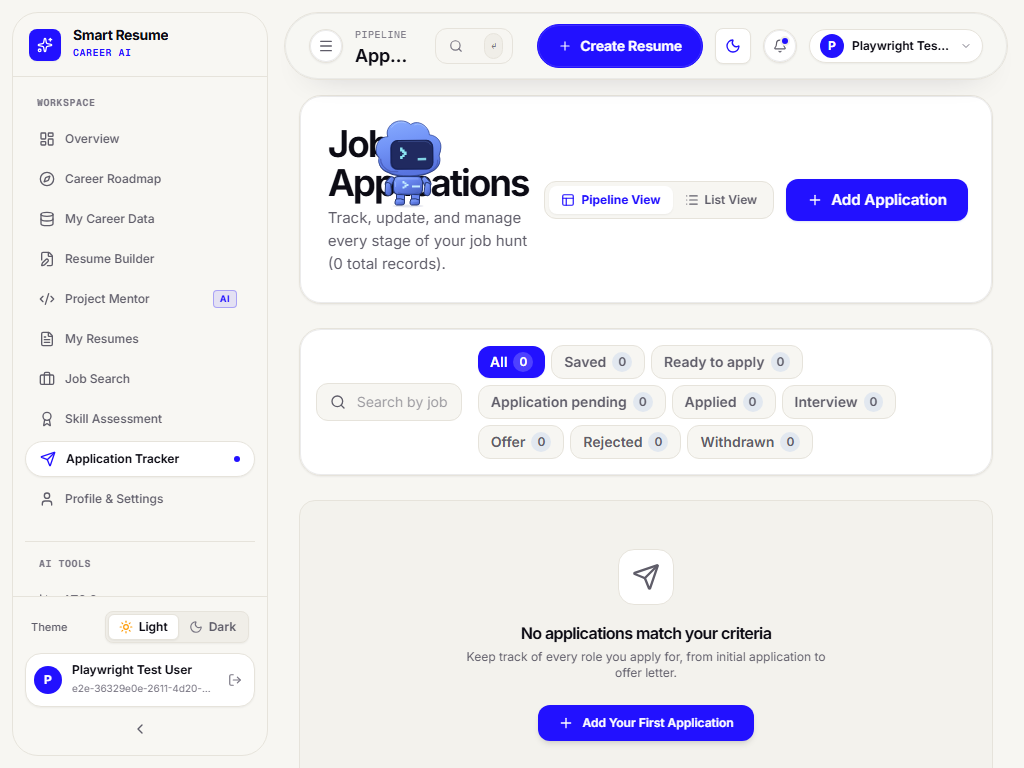 Smart Resume
CAREER AI
WORKSPACE
Overview
Career Roadmap
My Career Data
Resume Builder
Project Mentor
AI
My Resumes
Job Search
Skill Assessment
Application Tracker
Profile & Settings
AI TOOLS
Theme
Light
Dark
P
Playwright Test User
e2e-36329e0e-2611-4d20-...
PIPELINE
App...
Create Resume
P
Playwright Tes...
Job
Applications
Track, update, and manage
every stage of your job hunt
(0 total records).
Pipeline View
List View
Add Application
Search by job
All 0
Saved 0
Ready to apply 0
Application pending 0
Applied 0
Interview 0
Offer 0
Rejected 0
Withdrawn 0
No applications match your criteria
Keep track of every role you apply for, from initial application to
offer letter.
Add Your First Application